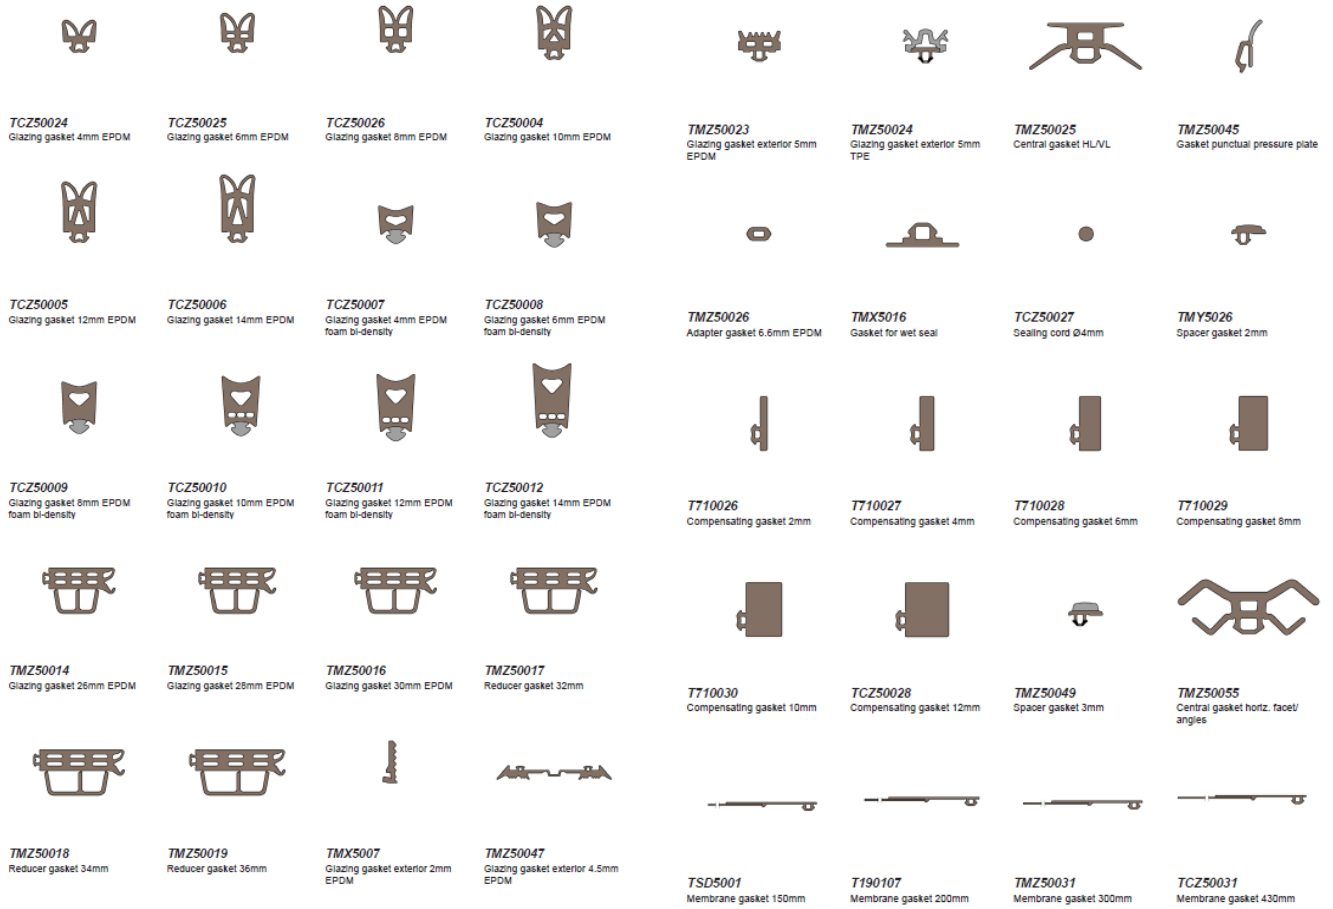 TCZ50024
Glazing gasket 4mm EPDM
TCZ50025
Glazing gasket 6mm EPDM
TCZ50026
Glazing gasket 8mm EPDM
TCZ50004
Glazing gasket 10mm EPDM
TCZ50005
Glazing gasket 12mm EPDM
TCZ50006
Glazing gasket 14mm EPDM
TCZ50007
Glazing gasket 4mm EPDM
foam bi-density
TCZ50008
Glazing gasket 6mm EPDM
foam bi-density
TCZ50009
Glazing gasket 8mm EPDM
foam bi-density
TCZ50010
Glazing gasket 10mm EPDM
foam bi-density
TCZ50011
Glazing gasket 12mm EPDM
foam bi-density
TCZ50012
Glazing gasket 14mm EPDM
foam bi-density
TMZ50014
Glazing gasket 26mm EPDM
TMZ50015
Glazing gasket 28mm EPDM
TMZ50016
Glazing gasket 30mm EPDM
TMZ50017
Reducer gasket 32mm
TMZ50018
Reducer gasket 34mm
TMZ50019
Reducer gasket 36mm
TMX5007
Glazing gasket exterior 2mm
EPDM
TMZ50047
Glazing gasket exterior 4.5mm
EPDM
TMZ50023
Glazing gasket exterior 5mm
EPDM
TMZ50024
Glazing gasket exterior 5mm
TPE
TMZ50025
Central gasket HL/VL
TMZ50045
Gasket punctual pressure plate
TMZ50026
Adapter gasket 6.6mm EPDM
TMX5016
Gasket for wet seal
TCZ50027
Sealing cord Ø4mm
TMY5026
Spacer gasket 2mm
T710026
Compensating gasket 2mm
T710027
Compensating gasket 4mm
T710028
Compensating gasket 6mm
T710029
Compensating gasket 8mm
T710030
Compensating gasket 10mm
TCZ50028
Compensating gasket 12mm
TMZ50049
Spacer gasket 3mm
TMZ50055
Central gasket horiz. facet/
angles
TSD5001
Membrane gasket 150mm
T190107
Membrane gasket 200mm
TMZ50031
Membrane gasket 300mm
TCZ50031
Membrane gasket 430mm